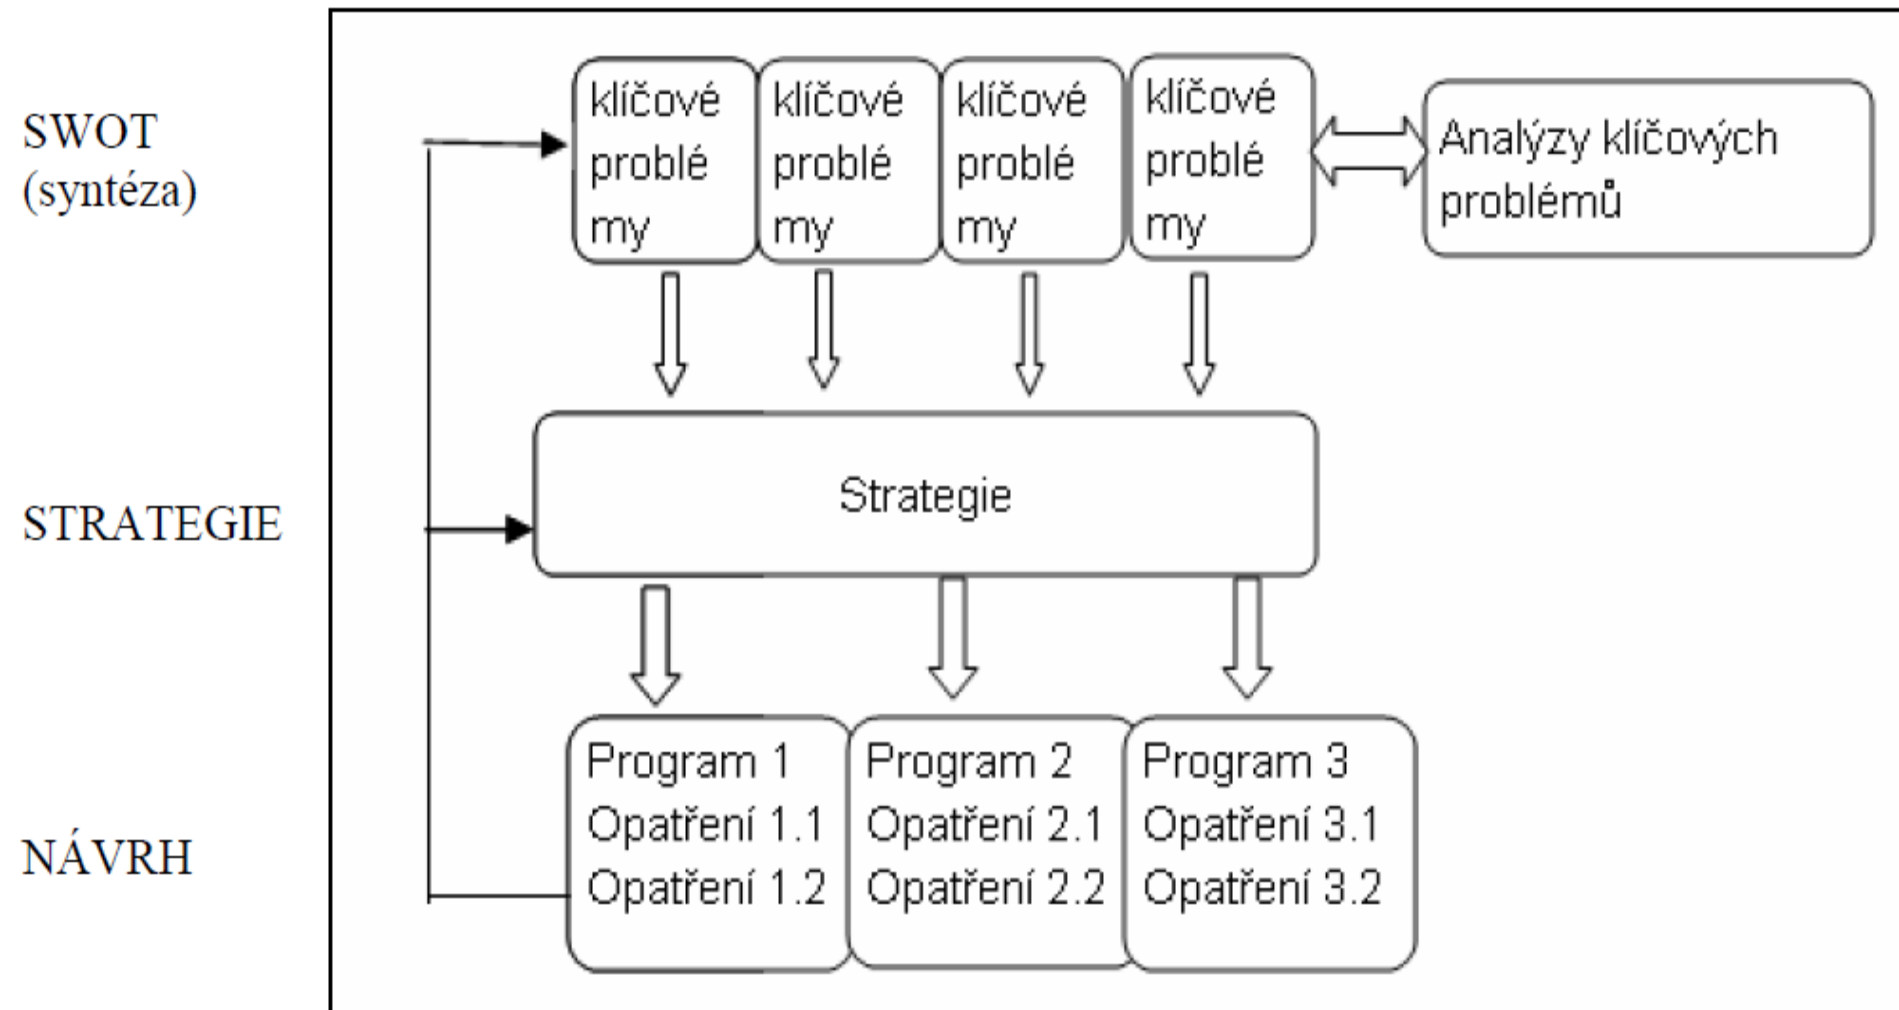 SWOT
(syntéza)
klíčové
problé
my
klíčové
problé
my
klíčové
problé
my
klíčové
problé
my
Analýzy klíčových
problémů
STRATEGIE
Strategie
NÁVRH
Program 1
Opatření 1.1
Opatření 1.2
Program 2
Opatření 2.1
Opatření 2.2
Program 3
Opatření 3.1
Opatření 3.2